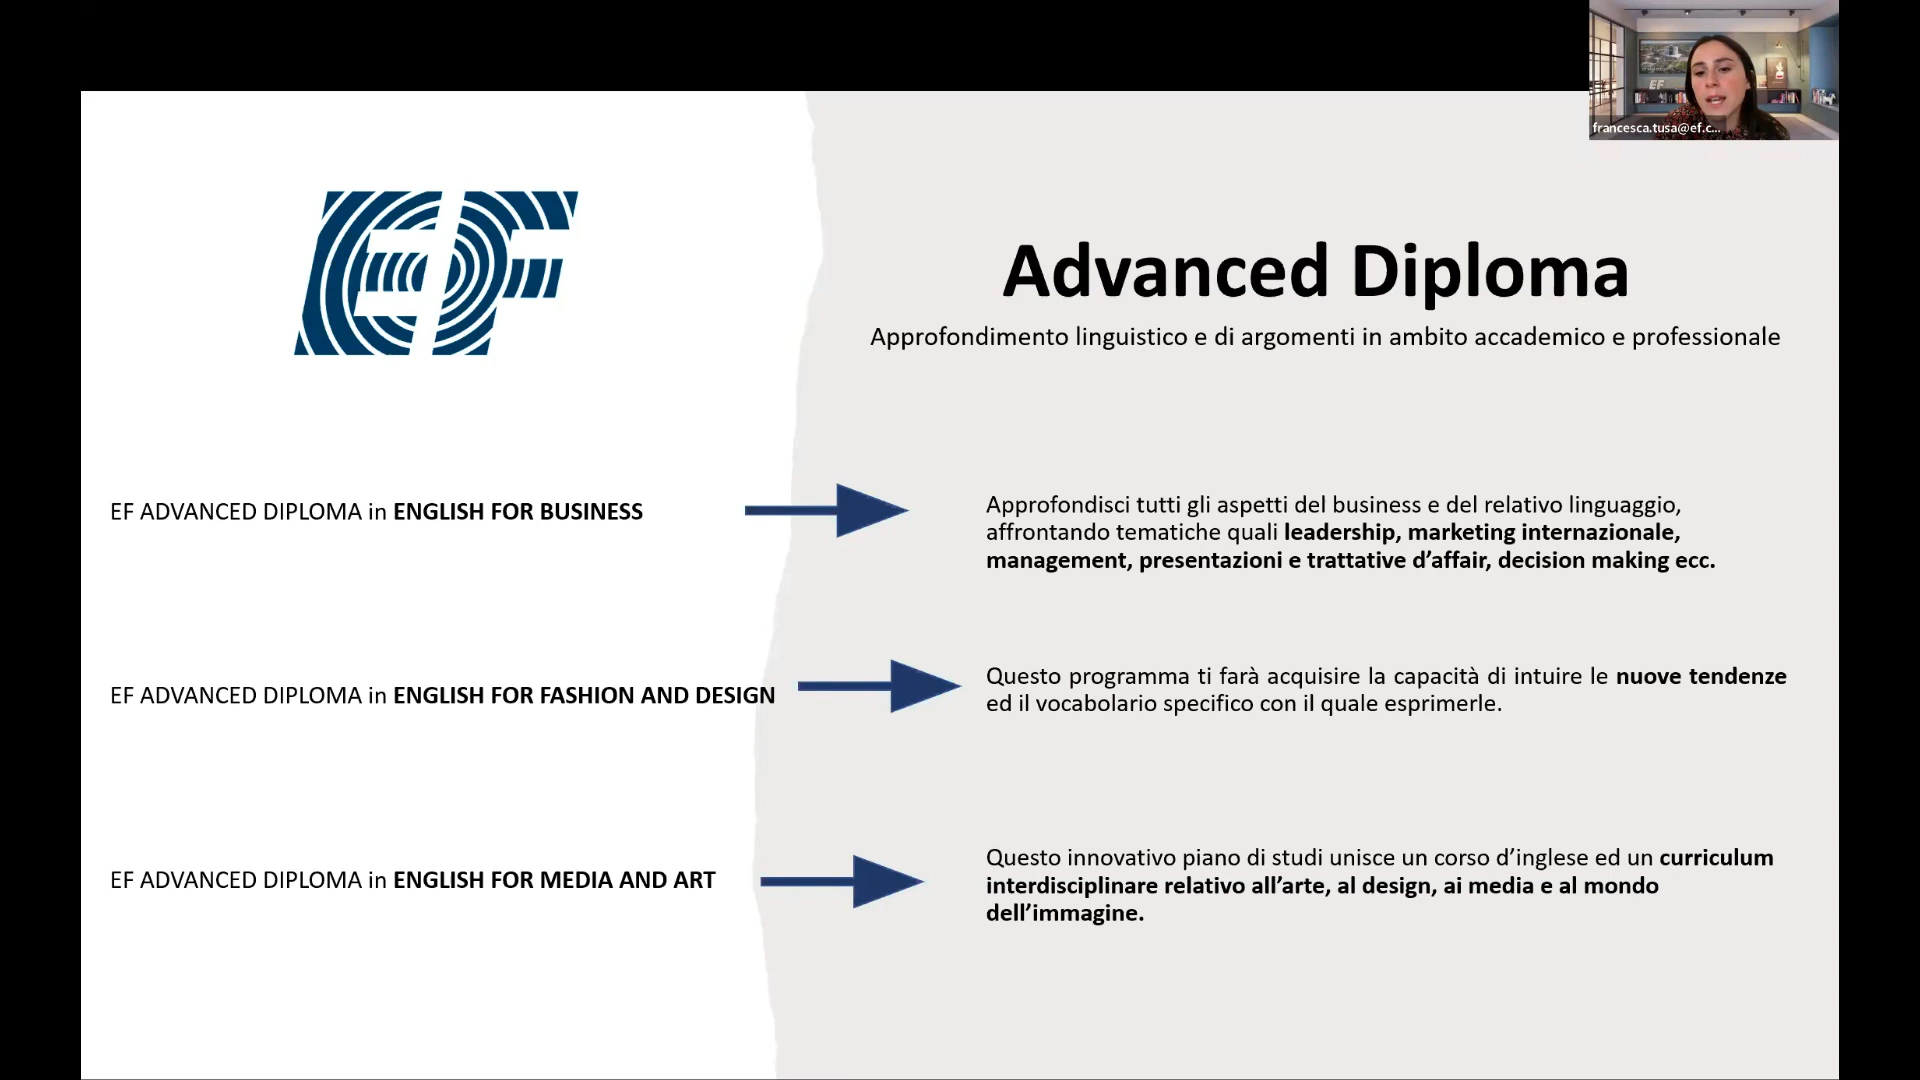 francesca.tusa@ef.c...
EF
Advanced Diploma
Approfondimento linguistico e di argomenti in ambito accademico e professionale
EF ADVANCED DIPLOMA in ENGLISH FOR BUSINESS
Approfondisci tutti gli aspetti del business e del relativo linguaggio,
affrontando tematiche quali leadership, marketing internazionale,
management, presentazioni e trattative d’affair, decision making ecc.
EF ADVANCED DIPLOMA in ENGLISH FOR FASHION AND DESIGN
Questo programma ti farà acquisire la capacità di intuire le nuove tendenze
ed il vocabolario specifico con il quale esprimerle.
EF ADVANCED DIPLOMA in ENGLISH FOR MEDIA AND ART
Questo innovativo piano di studi unisce un corso d’inglese ed un curriculum
interdisciplinare relativo all’arte, al design, ai media e al mondo
dell’immagine.